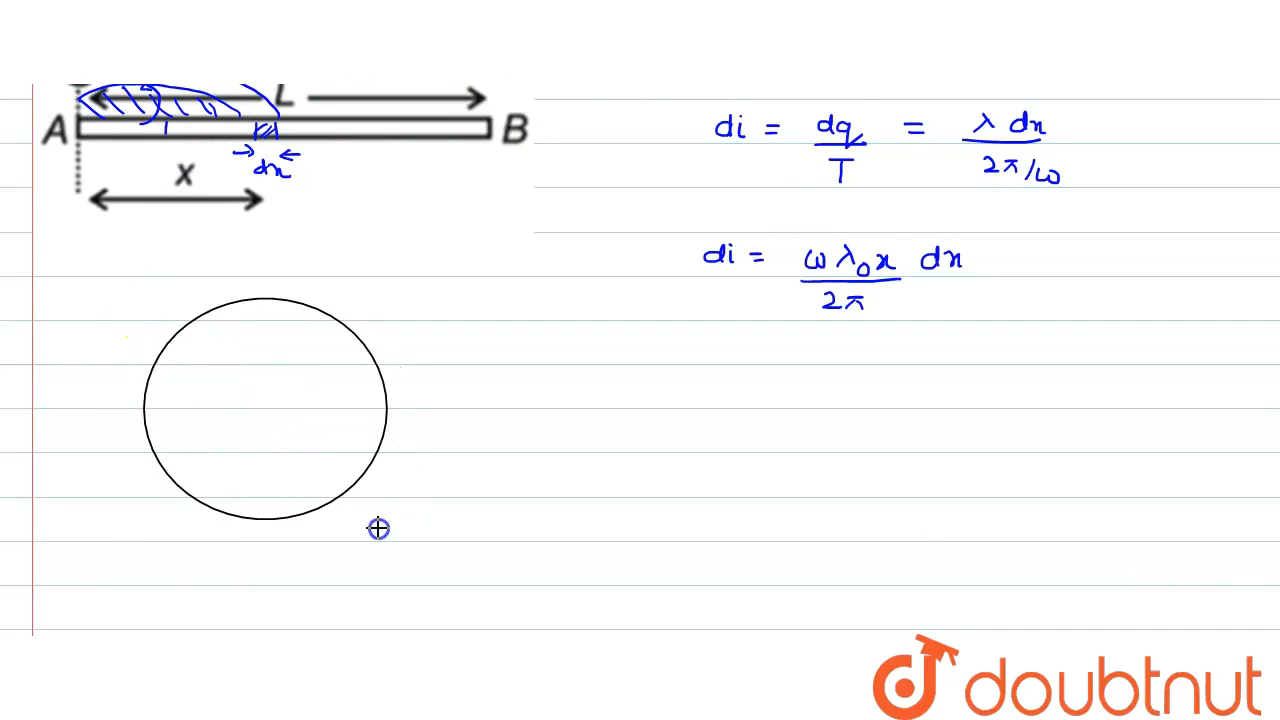 L
A B
dx
x
di = dq/T = λ dx / 2π/ω
di = ωλ₀x/2π dx
doubtnut